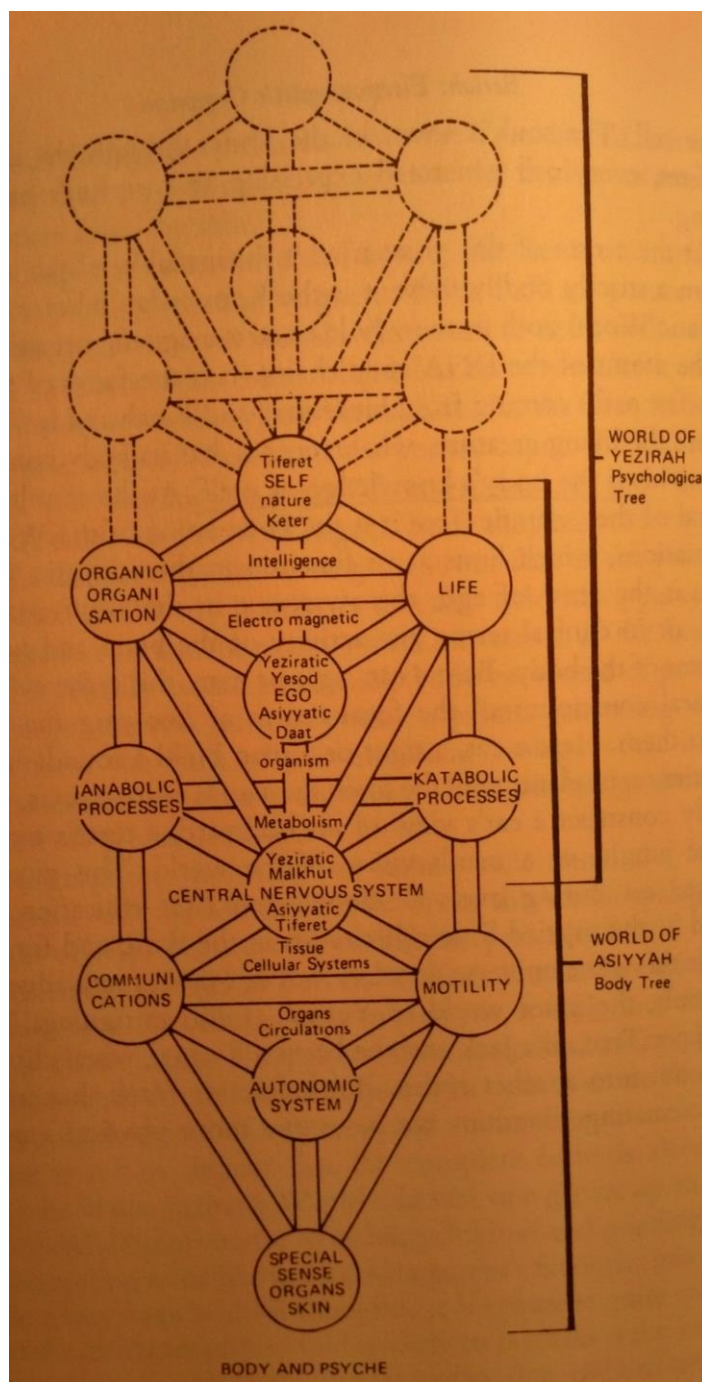 Tiferet
SELF
nature
Keter
WORLD OF
YEZIRAH
Psychologica
Tree
ORGANIC
ORGANI
SATION
Intelligence
LIFE
Electro magnetic
Yeziratic
Yesod
EGO
Asiyyatic
Daat
organism
ANABOLIC
PROCESSES
KATABOLIC
PROCESSES
Metabolism
Yeziratic
Malkhut
CENTRAL NERVOUS SYSTEM
Asiyyatic
Tiferet
WORLD OF
ASIYYAH
Body Tree
Tissue
Cellular Systems
COMMUNI
CATIONS
MOTILITY
Organs
Circulations
AUTONOMIC
SYSTEM
SPECIAL
SENSE
ORGANS
SKIN
BODY AND PSYCHE